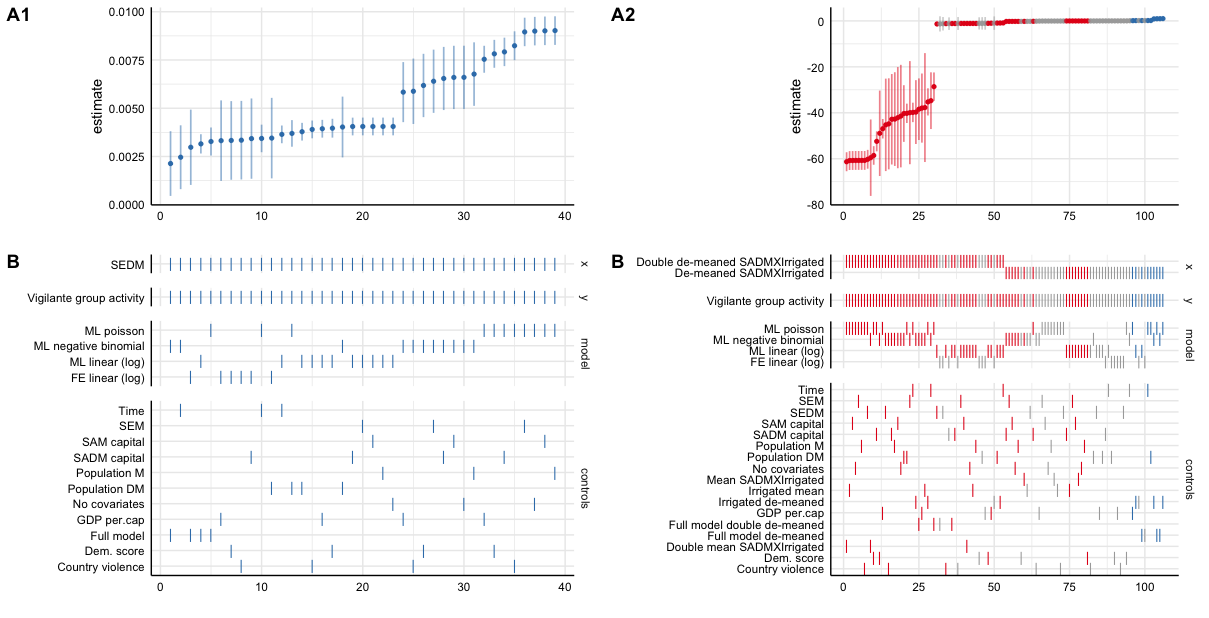 A1
0.0100
0.0075
0.0050
0.0025
0.0000
estimate
0 10 20 30 40
B
SEDM
x
Vigilante group activity
y
ML poisson
ML negative binomial
ML linear (log)
FE linear (log)
model
Time
SEM
SAM capital
SADM capital
Population M
Population DM
No covariates
GDP per.cap
Full model
Dem. score
Country violence
controls
0 10 20 30 40
A2
0
-20
-40
-60
-80
estimate
0 25 50 75 100
B
Double de-meaned SADMXIrrigated
De-meaned SADMXIrrigated
x
Vigilante group activity
y
ML poisson
ML negative binomial
ML linear (log)
FE linear (log)
model
Time
SEM
SEDM
SAM capital
SADM capital
Population M
Population DM
No covariates
Mean SADMXIrrigated
Irrigated mean
Irrigated de-meaned
GDP per.cap
Full model double de-meaned
Full model de-meaned
Double mean SADMXIrrigated
Dem. score
Country violence
controls
0 25 50 75 100